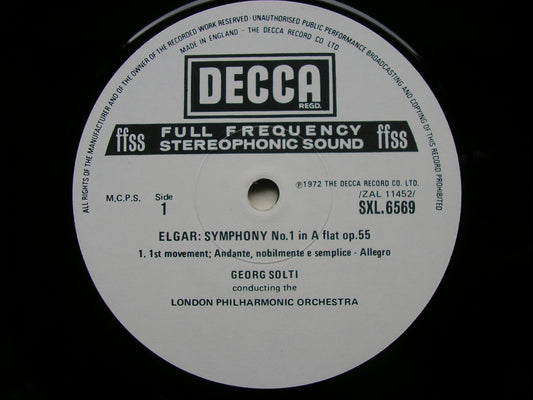 ALL RIGHTS OF THE MANUFACTURER AND OF THE OWNER OF THE RECORDED WORK RESERVED · UNAUTHORISED PUBLIC PERFORMANCE BROADCASTING AND COPYING OF THIS RECORD PROHIBITED
MADE IN ENGLAND · THE DECCA RECORD CO LTD
DECCA
REGD.
ffss FULL FREQUENCY ffss
STEREOPHONIC SOUND
℗1972 THE DECCA RECORD CO. LTD.
M.C.P.S. Side /ZAL 11452/
1 SXL.6569
ELGAR: SYMPHONY No.1 in A flat op.55
1. 1st movement; Andante, nobilmente e semplice - Allegro
GEORG SOLTI
conducting the
LONDON PHILHARMONIC ORCHESTRA